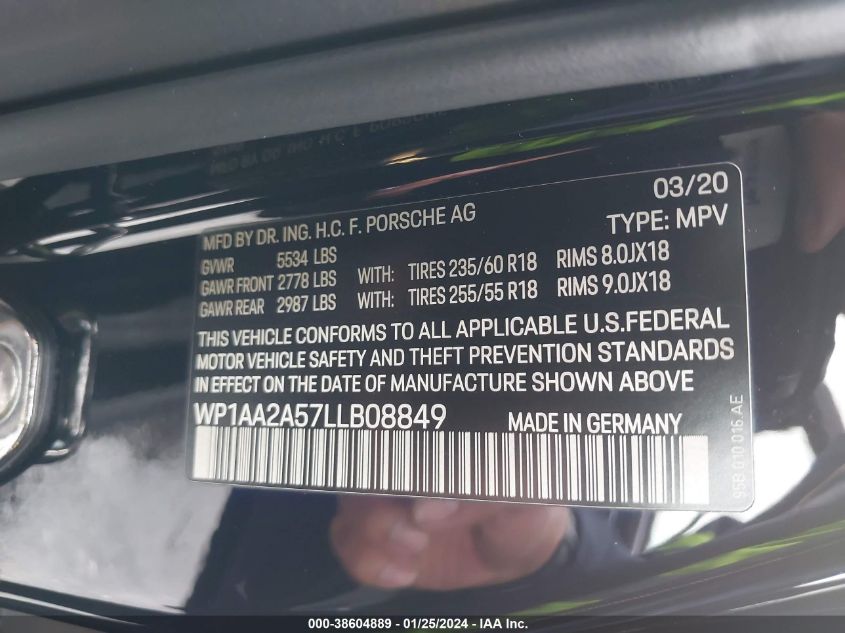 03/20
MFD BY DR. ING. H.C. F. PORSCHE AG TYPE: MPV
GVWR 5534 LBS
GAWR FRONT 2778 LBS WITH: TIRES 235/60 R18 RIMS 8.0JX18
GAWR REAR 2987 LBS WITH: TIRES 255/55 R18 RIMS 9.0JX18
THIS VEHICLE CONFORMS TO ALL APPLICABLE U.S.FEDERAL
MOTOR VEHICLE SAFETY AND THEFT PREVENTION STANDARDS
IN EFFECT ON THE DATE OF MANUFACTURE SHOWN ABOVE
WP1AA2A57LLB08849 MADE IN GERMANY
95B 010 016 AE
000-38604889 - 01/25/2024 - IAA Inc.